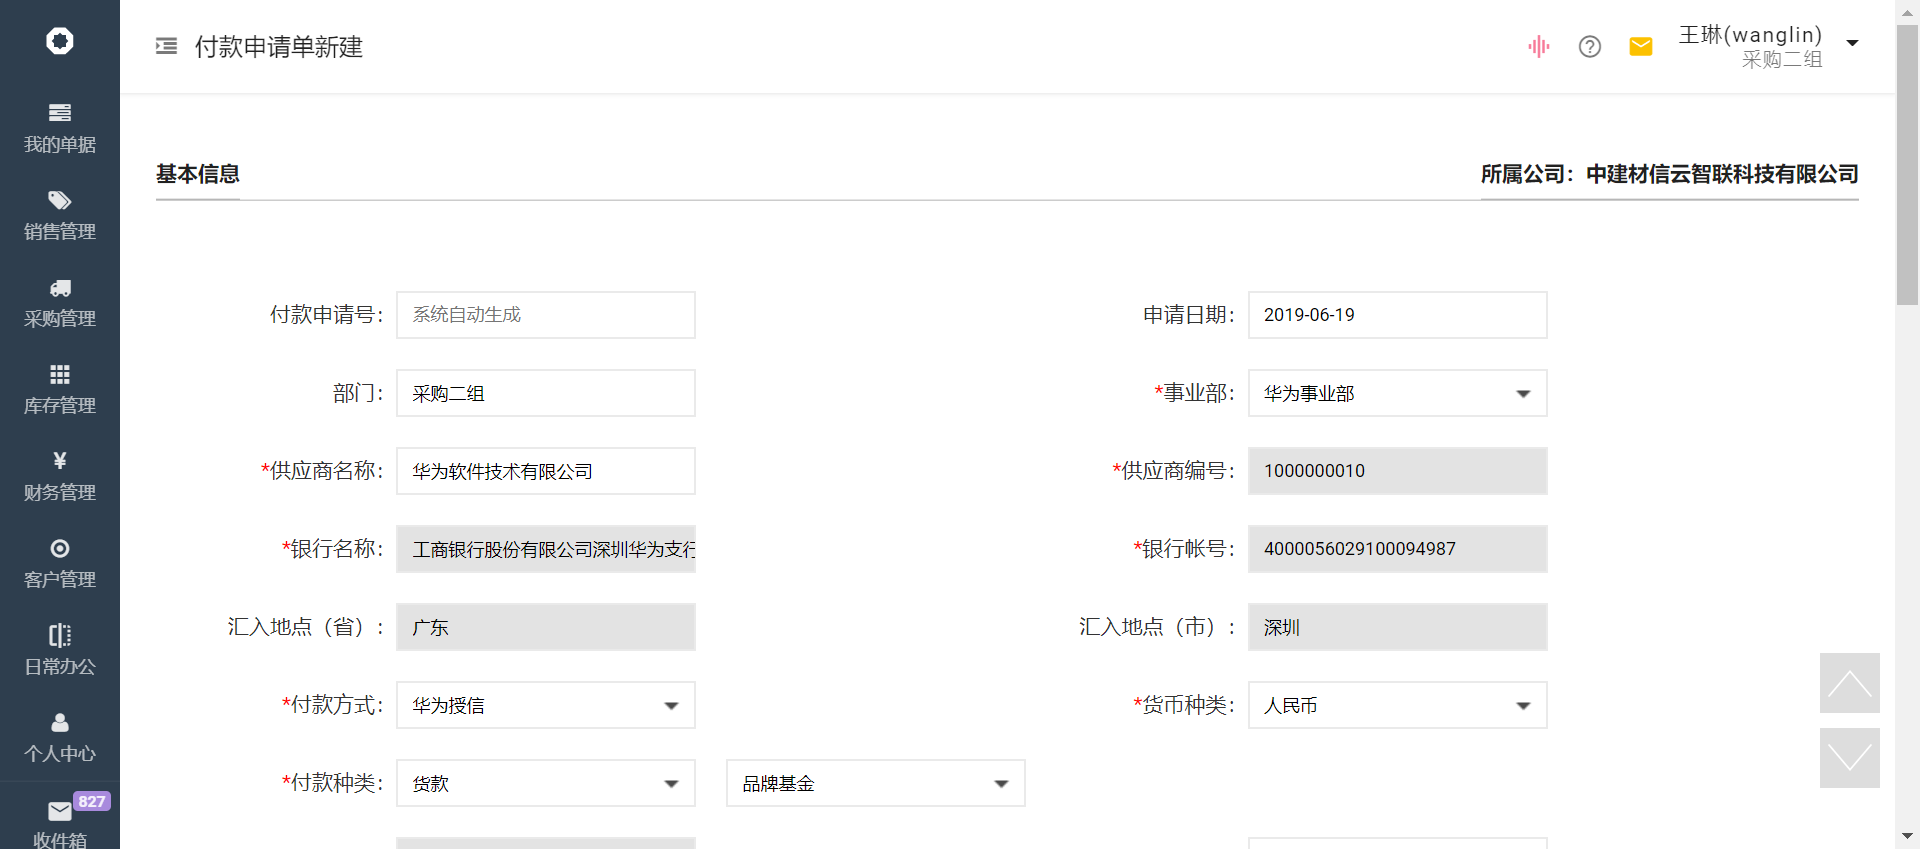 付款申请单新建
王琳(wanglin)
采购二组
我的单据
销售管理
采购管理
库存管理
财务管理
客户管理
日常办公
个人中心
827
收件箱
基本信息
所属公司：中建材信云智联科技有限公司
付款申请号： 系统自动生成
申请日期： 2019-06-19
部门： 采购二组
*事业部： 华为事业部
*供应商名称： 华为软件技术有限公司
*供应商编号： 1000000010
*银行名称： 工商银行股份有限公司深圳华为支行
*银行帐号： 4000056029100094987
汇入地点（省）： 广东
汇入地点（市）： 深圳
*付款方式： 华为授信
*货币种类： 人民币
*付款种类： 货款 品牌基金